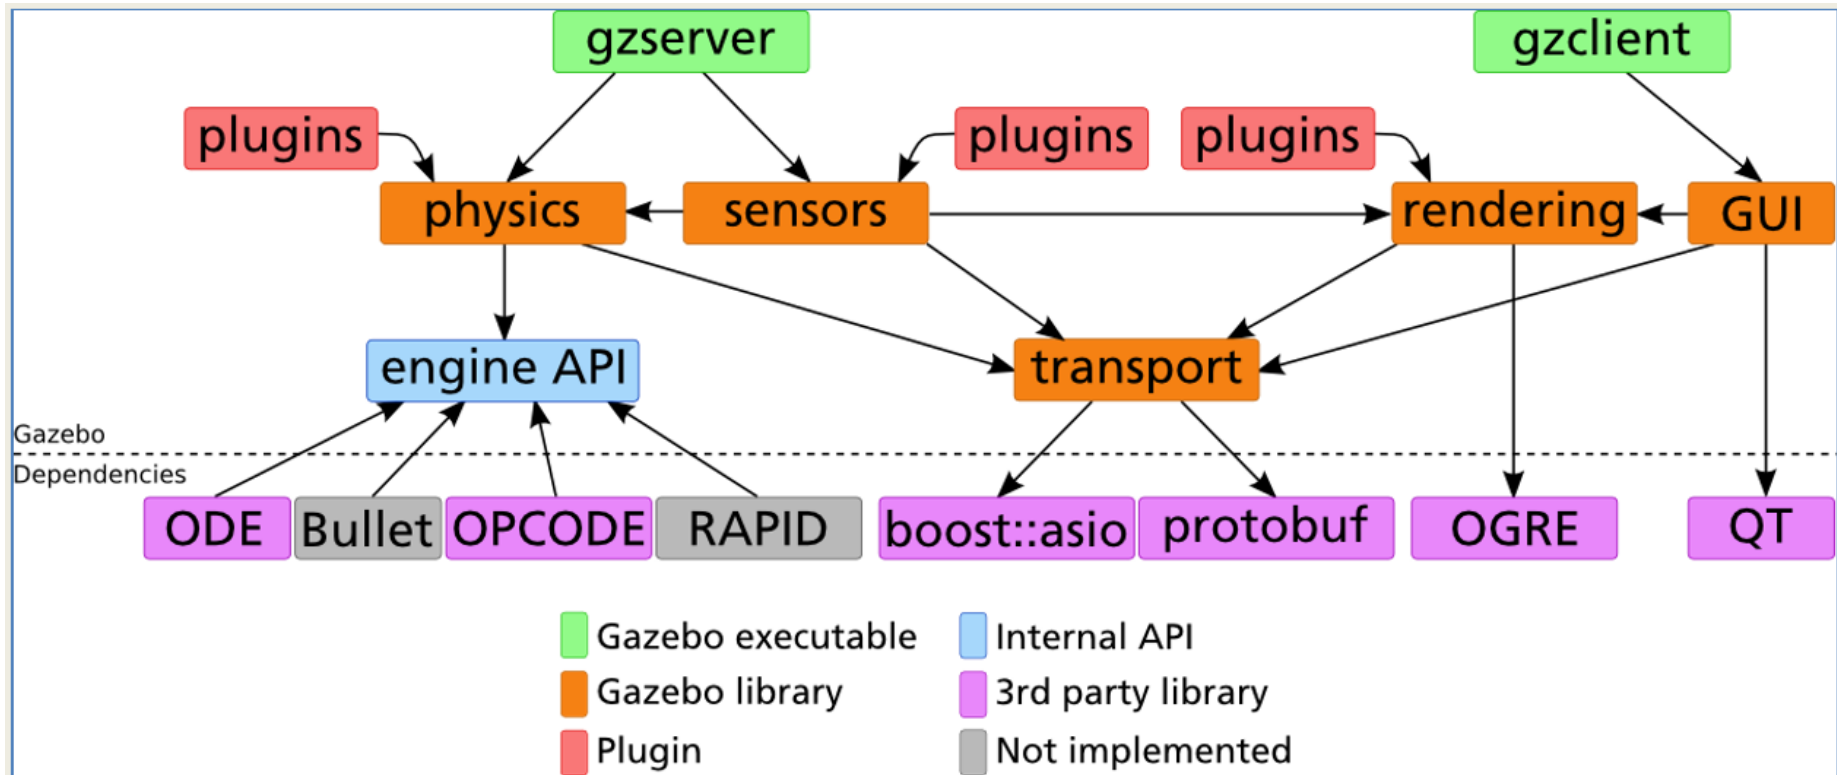 gzserver
gzclient
plugins
plugins
plugins
physics
sensors
rendering
GUI
engine API
transport
Gazebo
Dependencies
ODE
Bullet
OPCODE
RAPID
boost::asio
protobuf
OGRE
QT
Gazebo executable
Internal API
Gazebo library
3rd party library
Plugin
Not implemented